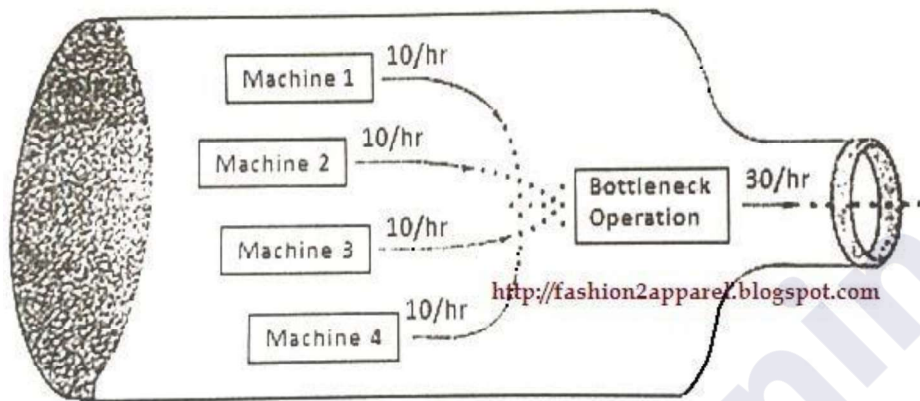 10/hr
Machine 1
10/hr
Machine 2
Bottleneck
Operation
30/hr
10/hr
Machine 3
http://fashion2apparel.blogspot.com
10/hr
Machine 4